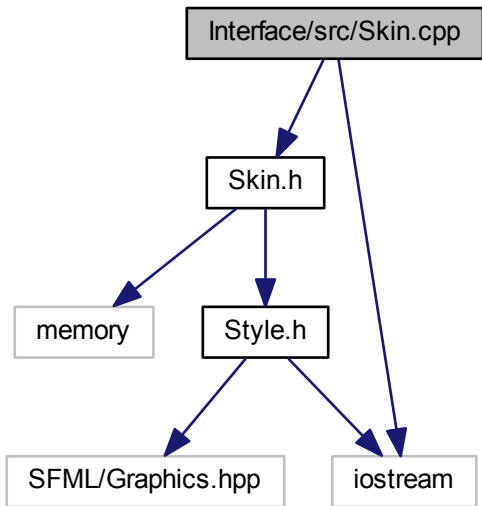 Interface/src/Skin.cpp
Skin.h
memory
Style.h
SFML/Graphics.hpp
iostream